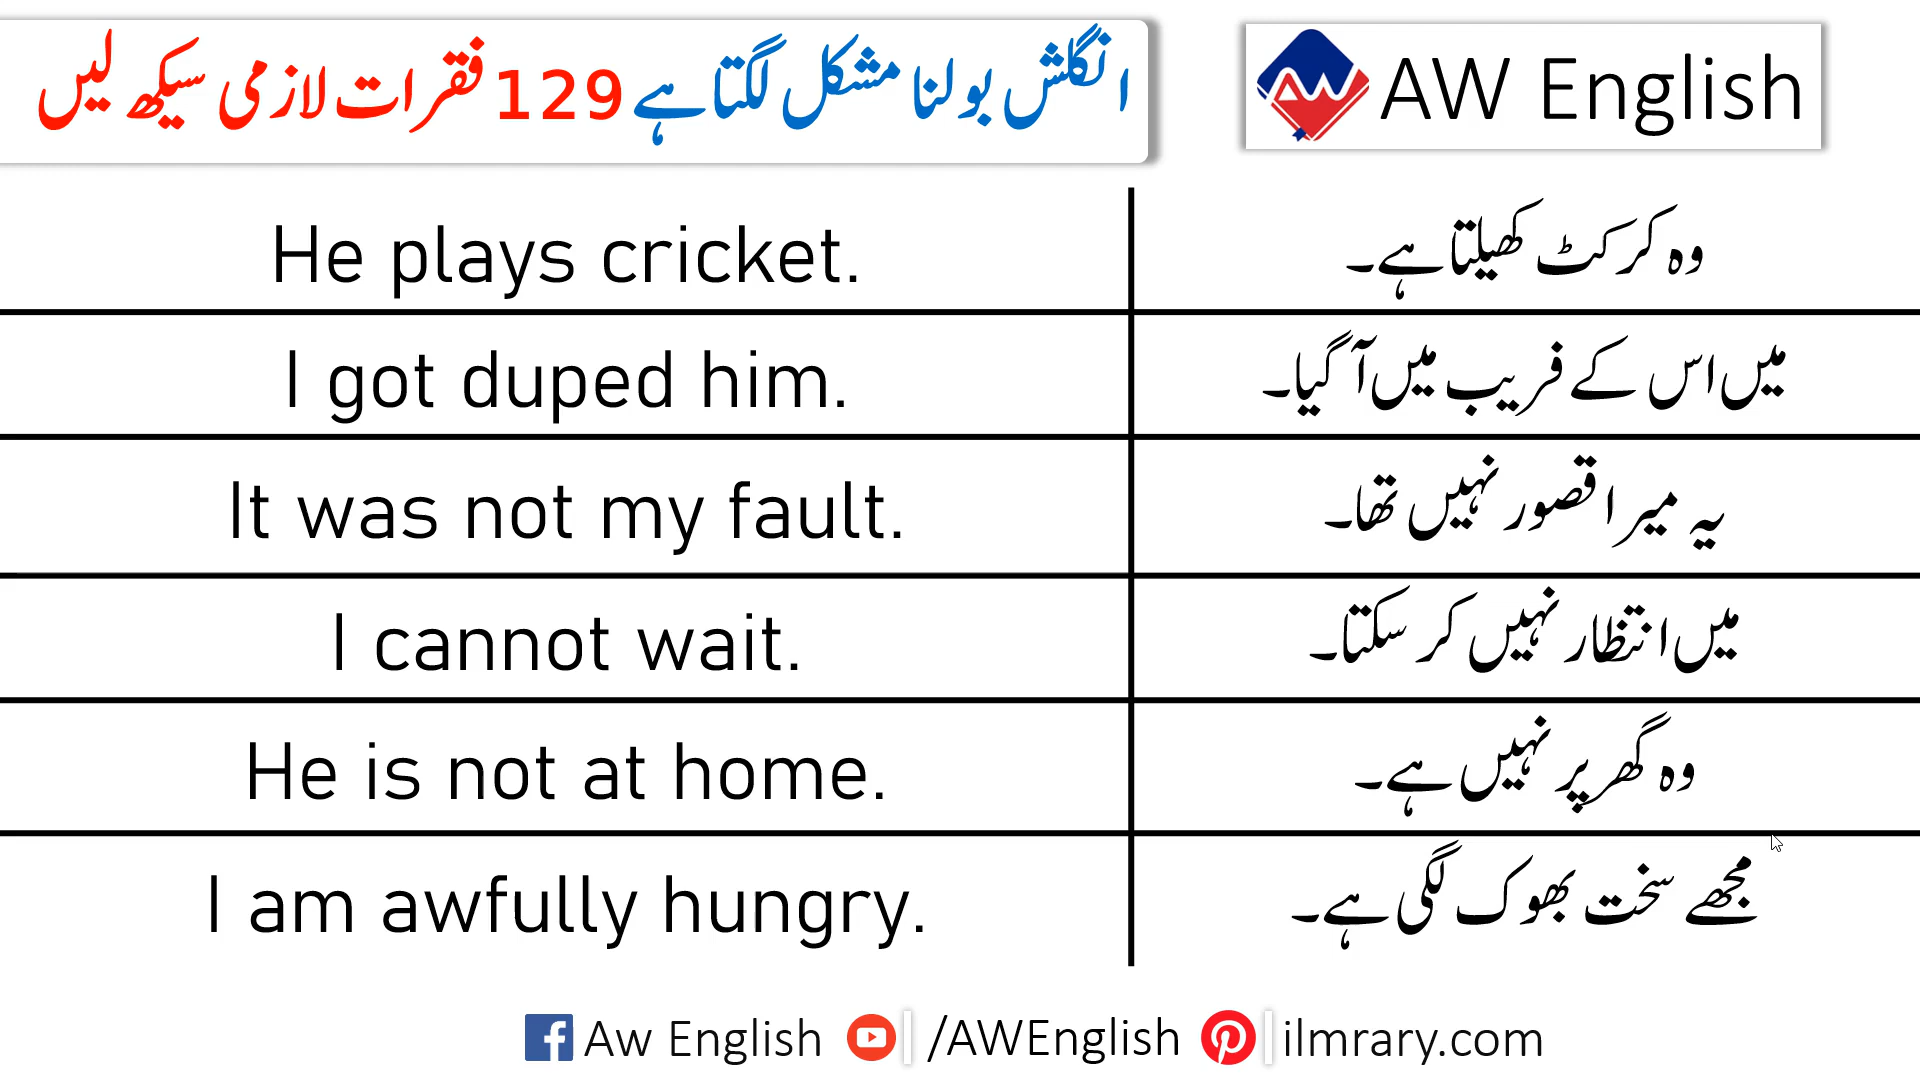 انگلش بولنا مشکل لگتا ہے 129 فقرات لازمی سیکھ لیں
AW English
He plays cricket.
وہ کرکٹ کھیلتا ہے۔
I got duped him.
میں اس کے فریب میں آ گیا۔
It was not my fault.
یہ میرا قصور نہیں تھا۔
I cannot wait.
میں انتظار نہیں کر سکتا۔
He is not at home.
وہ گھر پر نہیں ہے۔
I am awfully hungry.
مجھے سخت بھوک لگی ہے۔
Aw English /AWEnglish ilmrary.com